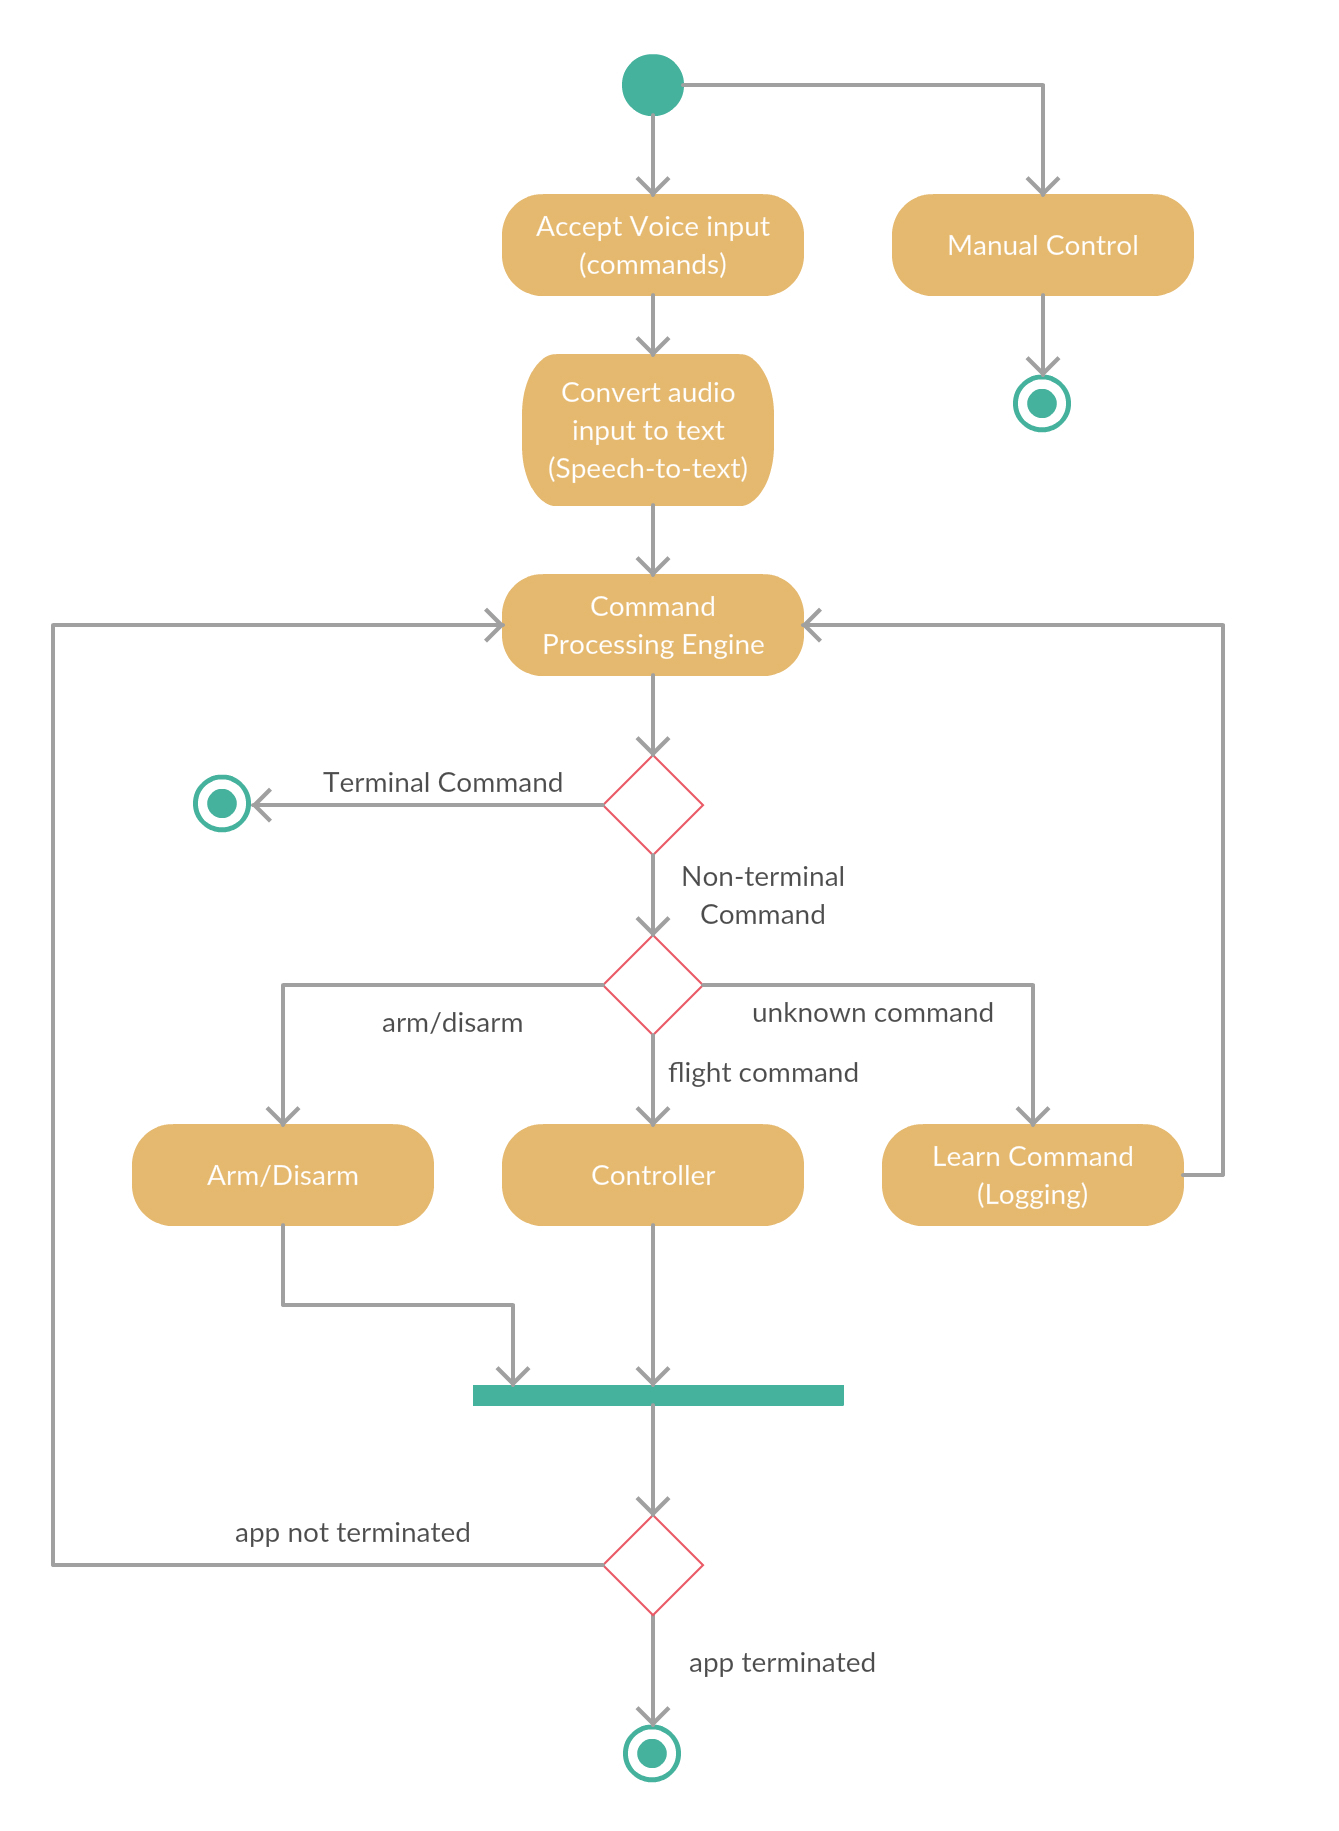 Accept Voice input
(commands)
Manual Control
Convert audio
input to text
(Speech-to-text)
Command
Processing Engine
Terminal Command
Non-terminal
Command
arm/disarm
unknown command
flight command
Arm/Disarm
Controller
Learn Command
(Logging)
app not terminated
app terminated